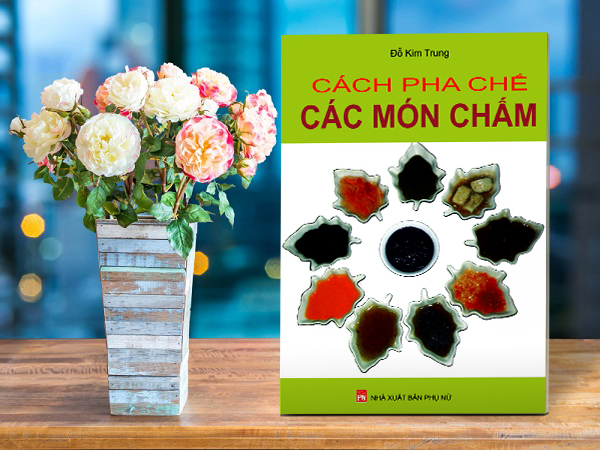 Đỗ Kim Trung
CÁCH PHA CHẾ
CÁC MÓN CHẤM
NHÀ XUẤT BẢN PHỤ NỮ